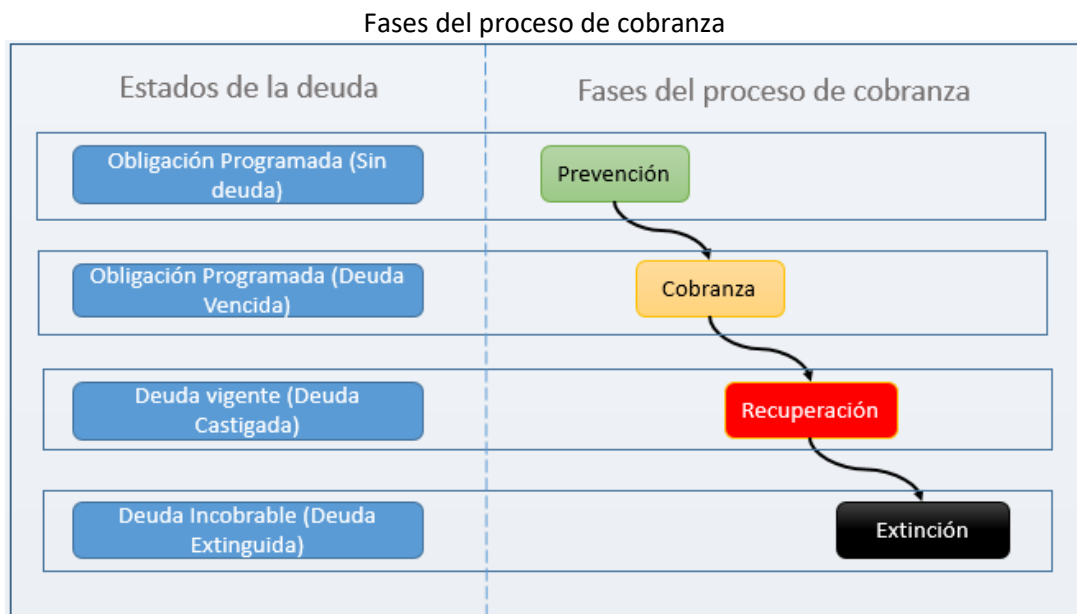 Fases del proceso de cobranza
Estados de la deuda
Fases del proceso de cobranza
Obligación Programada (Sin
deuda)
Prevención
Obligación Programada (Deuda
Vencida)
Cobranza
Deuda vigente (Deuda
Castigada)
Recuperación
Deuda Incobrable (Deuda
Extinguida)
Extinción